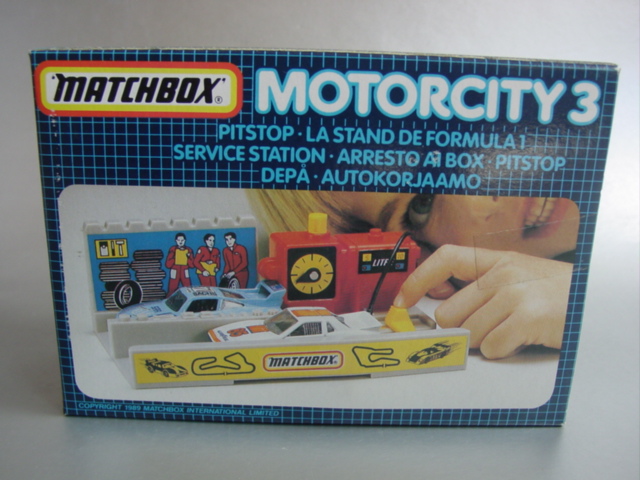 MATCHBOX®
MOTORCITY 3
PITSTOP · LA STAND DE FORMULA 1
SERVICE STATION · ARRESTO AI BOX · PITSTOP
DEPÅ · AUTOKORJAAMO
MATCHBOX
COPYRIGHT 1989 MATCHBOX INTERNATIONAL LIMITED